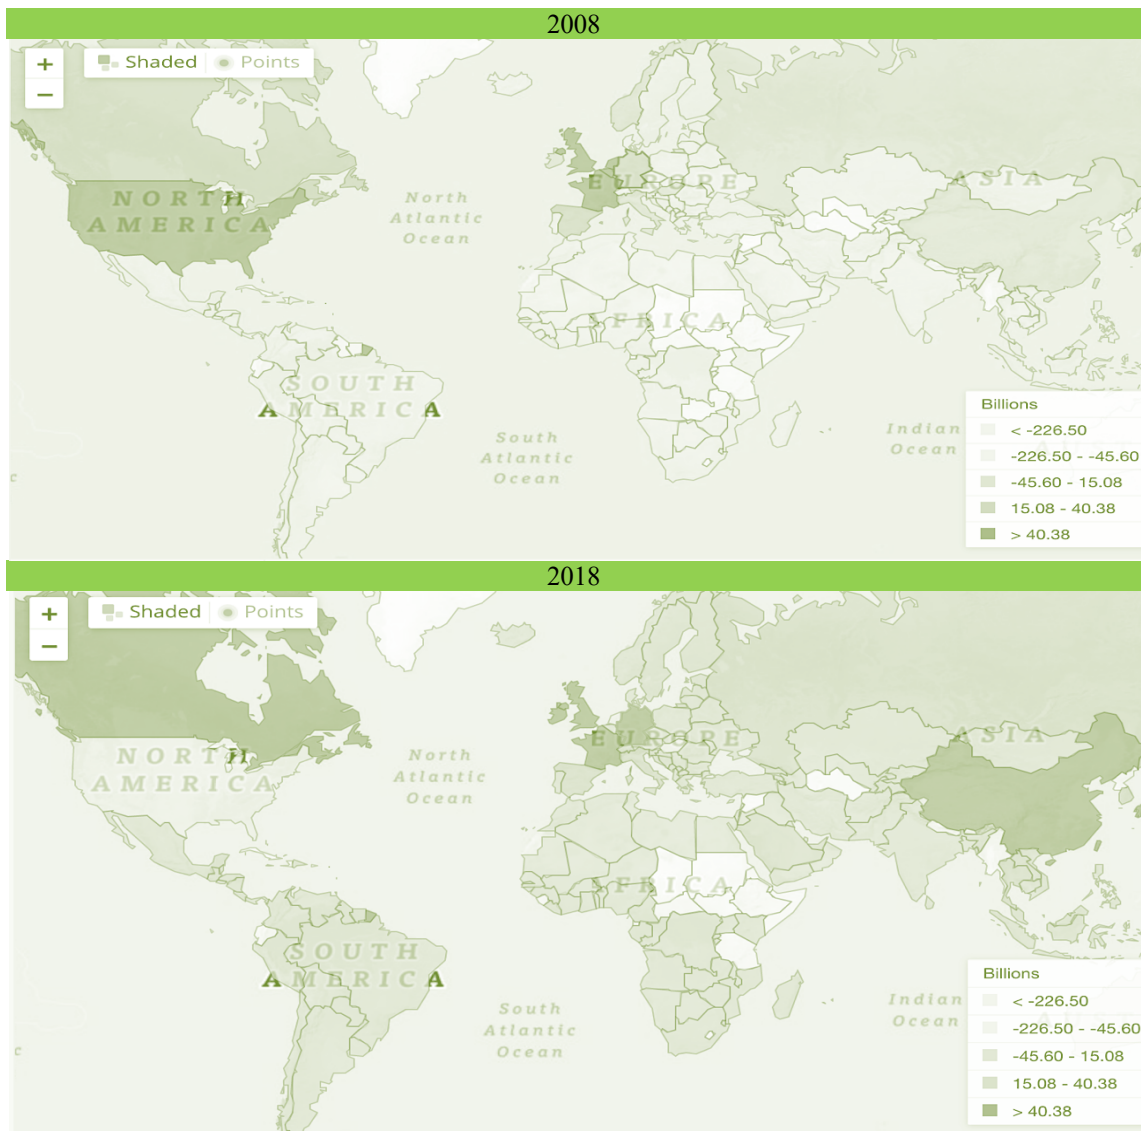 2008
+
Shaded
Points
−
NORTH
AMERICA
North
Atlantic
Ocean
EUROPE
ASIA
AFRICA
SOUTH
AMERICA
South
Atlantic
Ocean
Indian
Ocean
Billions
< -226.50
-226.50 - -45.60
-45.60 - 15.08
15.08 - 40.38
> 40.38
c
2018
+
Shaded
Points
−
NORTH
AMERICA
North
Atlantic
Ocean
EUROPE
ASIA
AFRICA
SOUTH
AMERICA
South
Atlantic
Ocean
Indian
Ocean
Billions
< -226.50
-226.50 - -45.60
-45.60 - 15.08
15.08 - 40.38
> 40.38
c